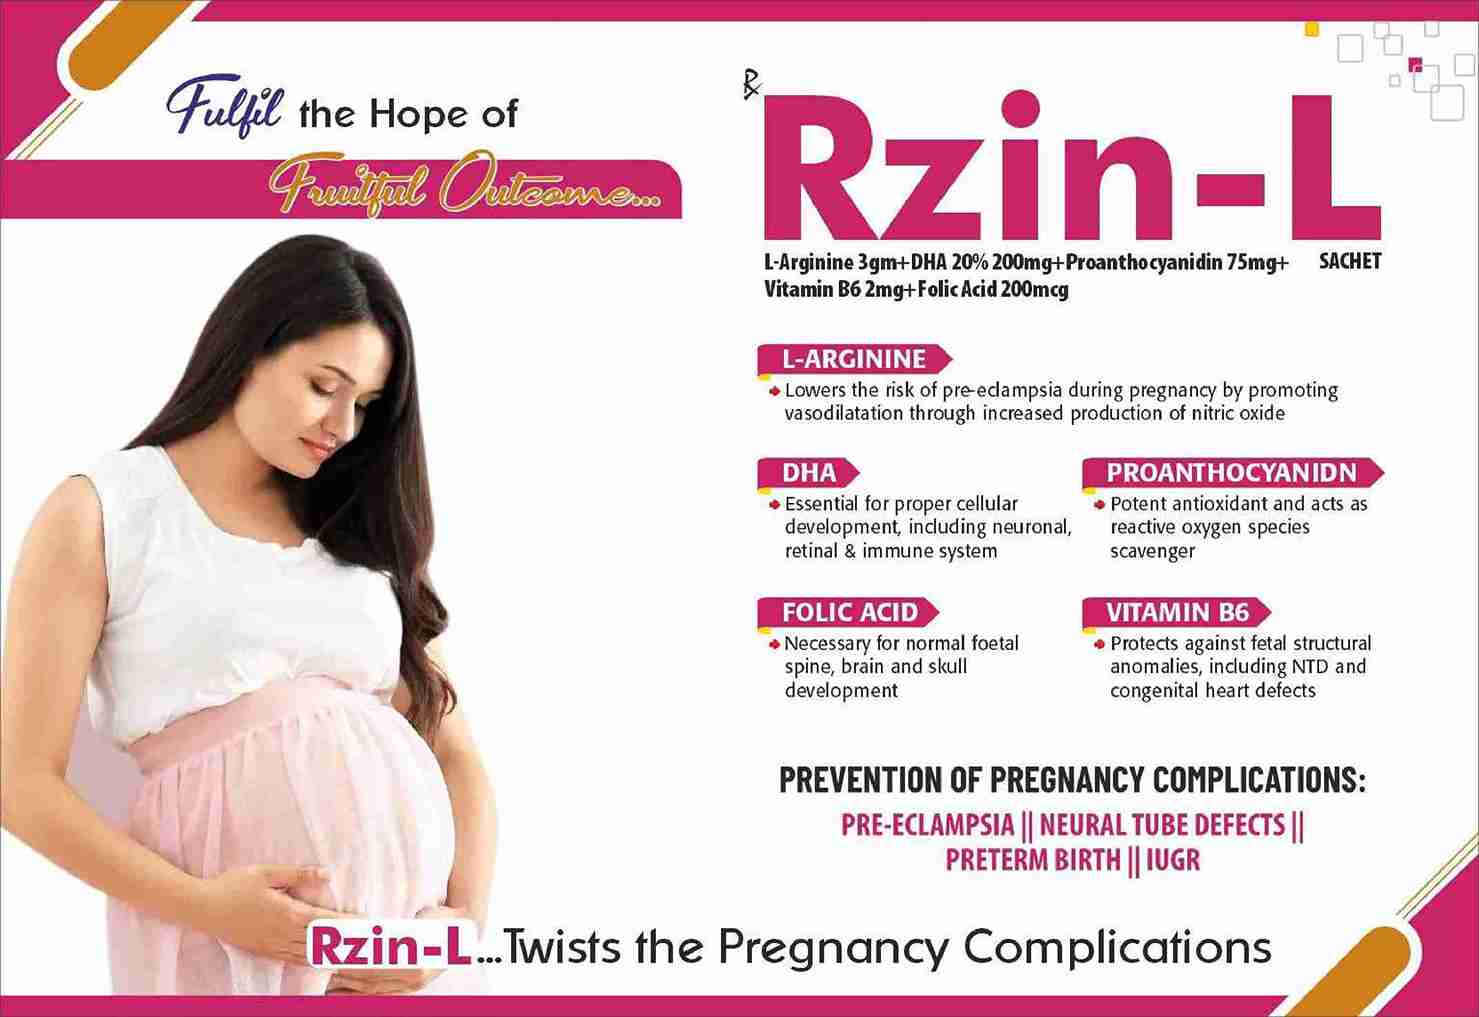 Fulfil the Hope of
Fruitful Outcome...
Rx
Rzin-L
L-Arginine 3gm+DHA 20% 200mg+Proanthocyanidin 75mg+ SACHET
Vitamin B6 2mg+Folic Acid 200mcg
L-ARGININE
Lowers the risk of pre-eclampsia during pregnancy by promoting
vasodilatation through increased production of nitric oxide
DHA
Essential for proper cellular
development, including neuronal,
retinal & immune system
PROANTHOCYANIDN
Potent antioxidant and acts as
reactive oxygen species
scavenger
FOLIC ACID
Necessary for normal foetal
spine, brain and skull
development
VITAMIN B6
Protects against fetal structural
anomalies, including NTD and
congenital heart defects
PREVENTION OF PREGNANCY COMPLICATIONS:
PRE-ECLAMPSIA || NEURAL TUBE DEFECTS ||
PRETERM BIRTH || IUGR
Rzin-L...Twists the Pregnancy Complications